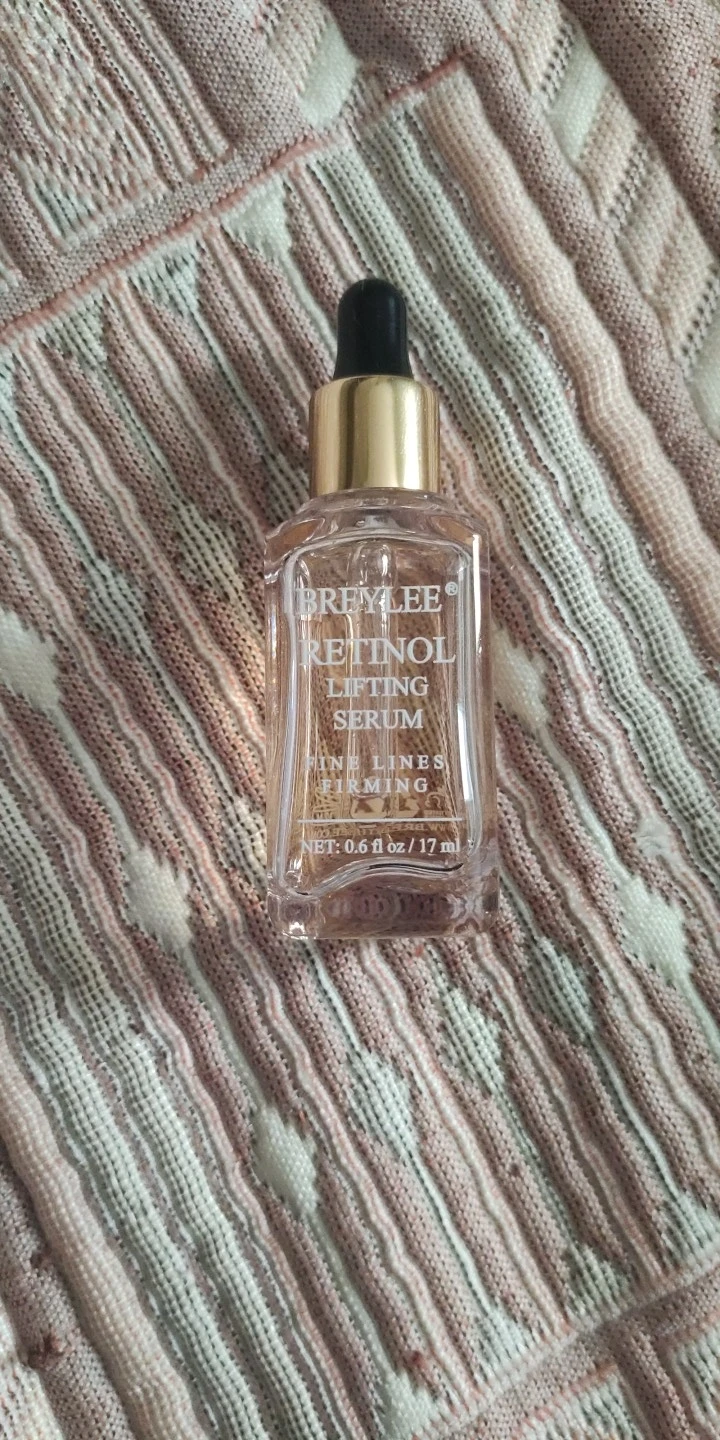 BREYLEE®
RETINOL
LIFTING
SERUM
FINE LINES
FIRMING
NET: 0.6 fl oz / 17 ml